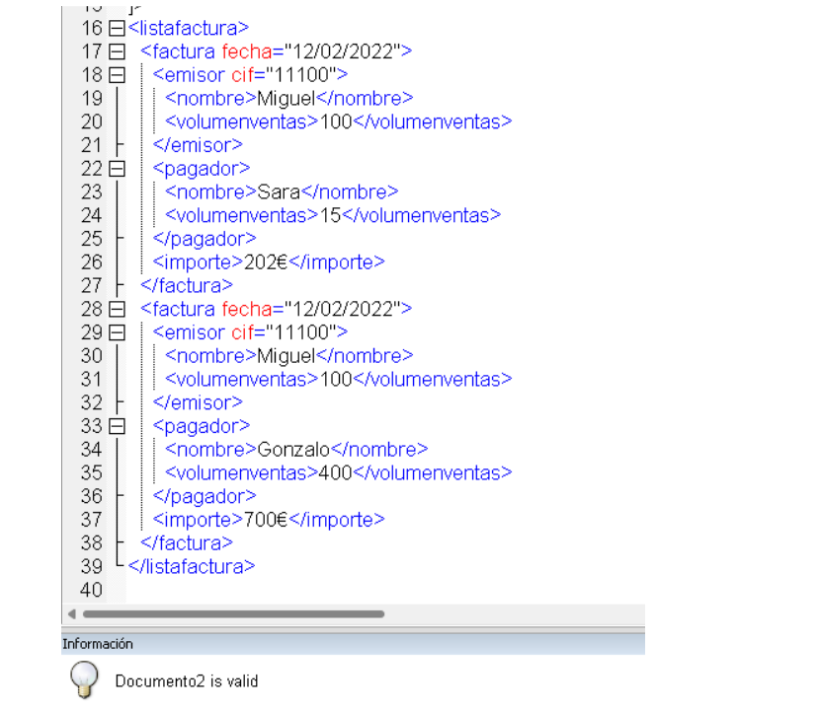 16 <listafactura>
17 <factura fecha="12/02/2022">
18 <emisor cif="11100">
19 <nombre>Miguel</nombre>
20 <volumenventas>100</volumenventas>
21 </emisor>
22 <pagador>
23 <nombre>Sara</nombre>
24 <volumenventas>15</volumenventas>
25 </pagador>
26 <importe>202€</importe>
27 </factura>
28 <factura fecha="12/02/2022">
29 <emisor cif="11100">
30 <nombre>Miguel</nombre>
31 <volumenventas>100</volumenventas>
32 </emisor>
33 <pagador>
34 <nombre>Gonzalo</nombre>
35 <volumenventas>400</volumenventas>
36 </pagador>
37 <importe>700€</importe>
38 </factura>
39 </listafactura>
40
Información
Documento2 is valid